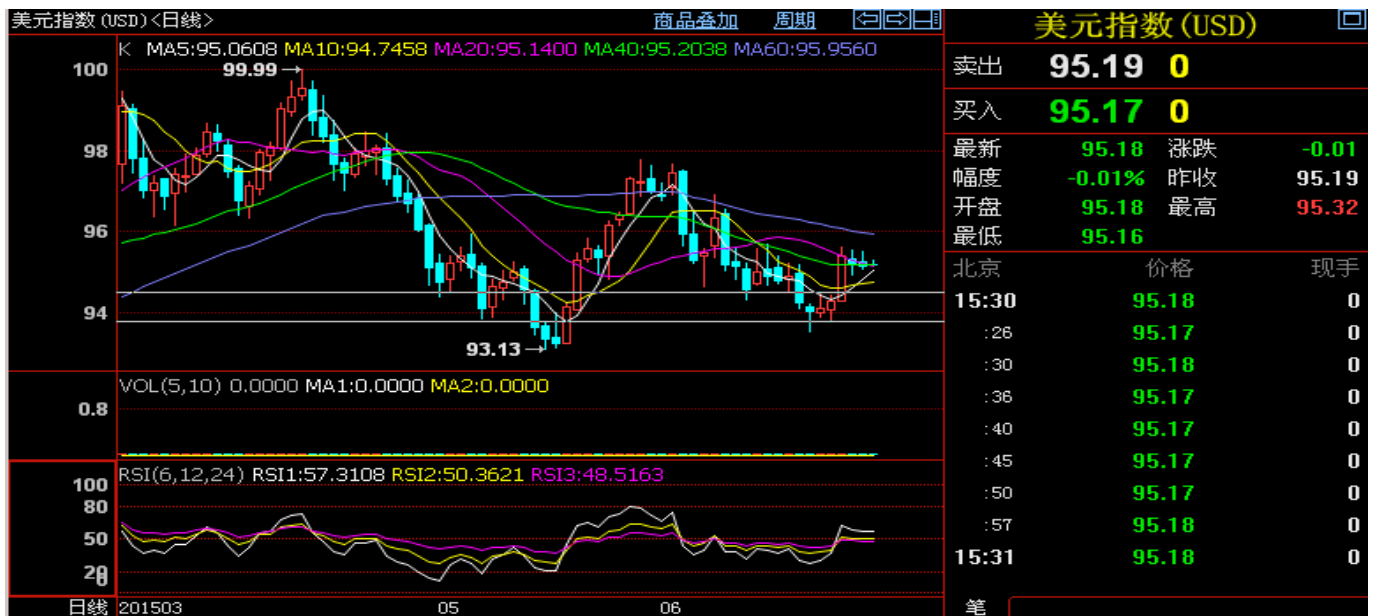 美元指数(USD)<日线> 商品叠加 周期
K MA5:95.0608 MA10:94.7458 MA20:95.1400 MA40:95.2038 MA60:95.9560
100
99.99
98
96
94
93.13
VOL(5,10) 0.0000 MA1:0.0000 MA2:0.0000
0.8
RSI(6,12,24) RSI1:57.3108 RSI2:50.3621 RSI3:48.5163
100
80
50
20
0
日线 201503 05 06
美元指数(USD)
卖出 95.19 0
买入 95.17 0
最新 95.18 涨跌 -0.01
幅度 -0.01% 昨收 95.19
开盘 95.18 最高 95.32
最低 95.16
北京 价格 现手
15:30 95.18 0
:26 95.17 0
:30 95.18 0
:36 95.17 0
:40 95.17 0
:45 95.17 0
:50 95.17 0
:57 95.18 0
15:31 95.18 0
笔